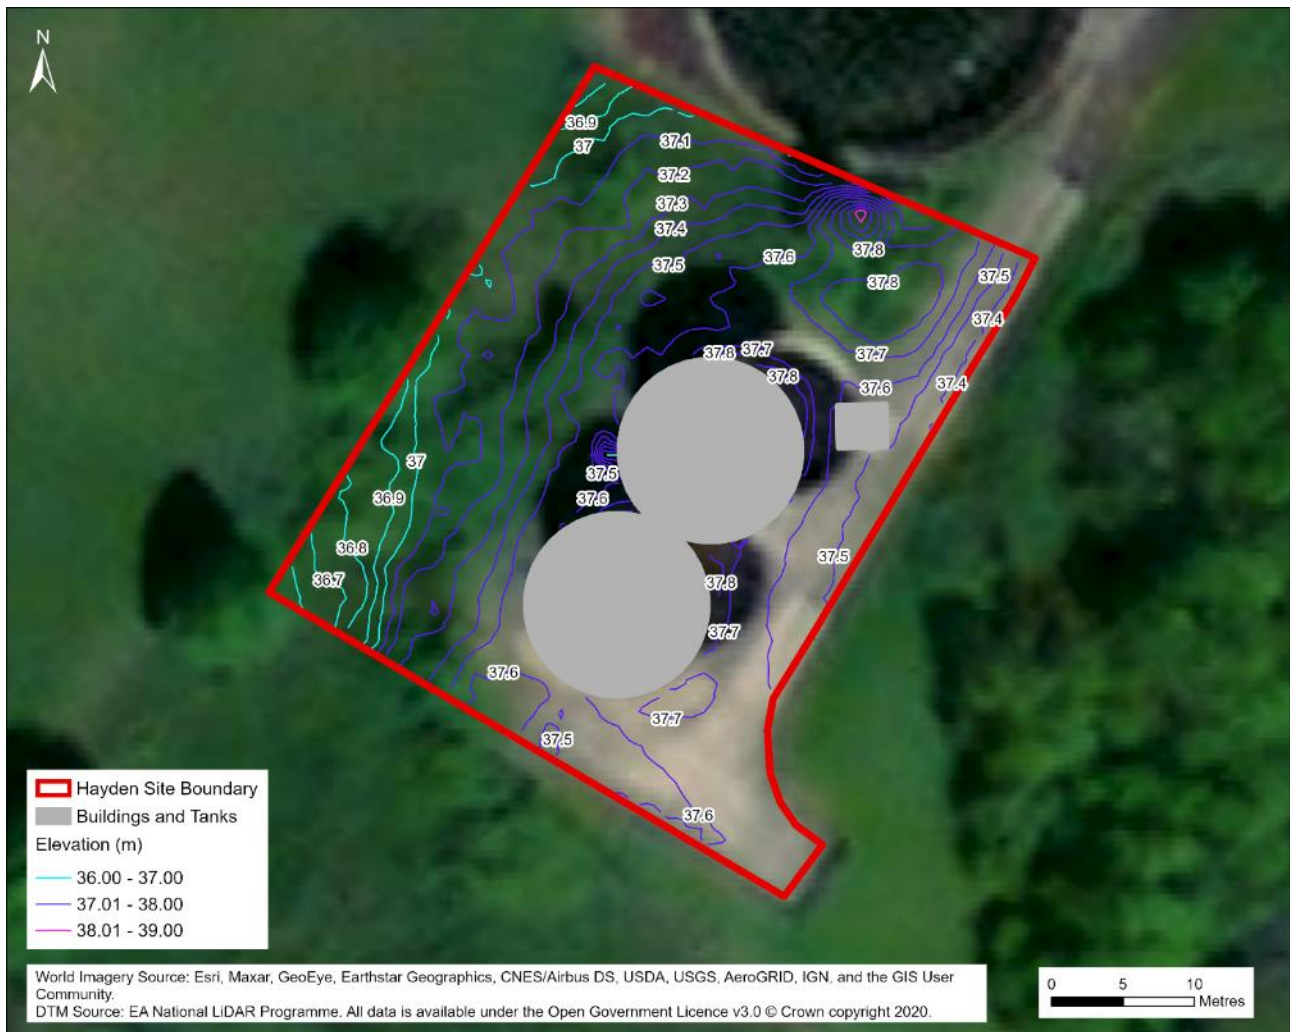 N
36.9
37
37.1
37.2
37.3
37.4
37.5
37.6
37.8
37.8
37.5
37.4
37.7
37.8
37.7
37.8
37.6
37.4
37
36.9
37.5
37.6
36.8
36.7
37.5
37.8
37.7
37.6
37.7
37.5
37.6
Hayden Site Boundary
Buildings and Tanks
Elevation (m)
36.00 - 37.00
37.01 - 38.00
38.01 - 39.00
World Imagery Source: Esri, Maxar, GeoEye, Earthstar Geographics, CNES/Airbus DS, USDA, USGS, AeroGRID, IGN, and the GIS User
Community.
DTM Source: EA National LiDAR Programme. All data is available under the Open Government Licence v3.0 © Crown copyright 2020.
0 5 10
Metres